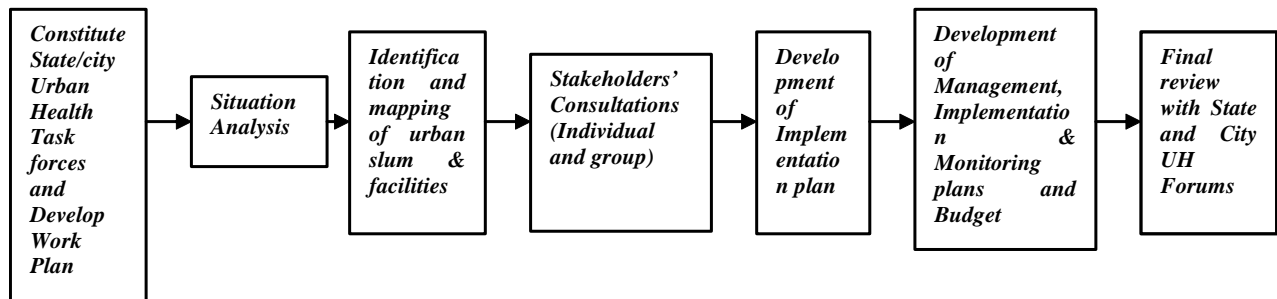 Constitute
State/city
Urban
Health
Task
forces
and
Develop
Work
Plan
Situation
Analysis
Identifica
tion and
mapping
of urban
slum &
facilities
Stakeholders’
Consultations
(Individual
and group)
Develo
pment
of
Implem
entatio
n plan
Development
of
Management,
Implementatio
n &
Monitoring
plans and
Budget
Final
review
with State
and City
UH
Forums